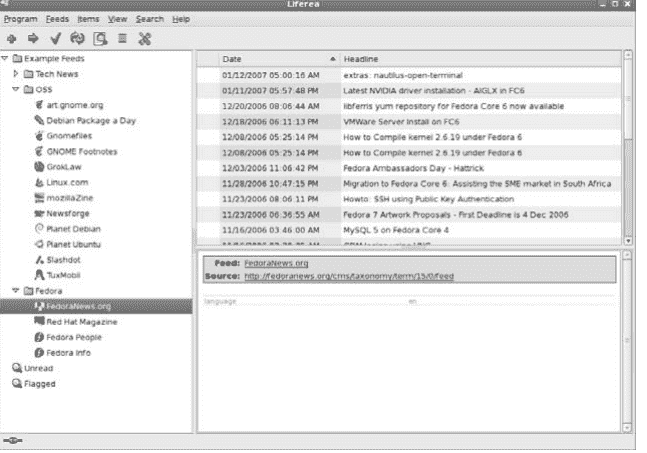 Liferea
Program Feeds Items View Search Help
Example Feeds
Tech News
OSS
art.gnome.org
Debian Package a Day
Gnomefiles
GNOME Footnotes
GrokLaw
Linux.com
mozillaZine
Newsforge
Planet Debian
Planet Ubuntu
Slashdot
TuxMobil
Fedora
FedoraNews.org
Red Hat Magazine
Fedora People
Fedora Info
Unread
Flagged
Date Headline
01/12/2007 05:00:16 AM extras: nautilus-open-terminal
01/11/2007 05:57:48 PM Latest NVIDIA driver installation - AIGLX in FC6
12/20/2006 08:06:44 AM libferris yum repository for Fedora Core 6 now available
12/18/2006 06:11:13 PM VMWare Server Install on FC6
12/08/2006 05:25:14 PM How to Compile kernel 2.6.19 under Fedora 6
12/08/2006 05:25:14 PM How to Compile kernel 2.6.19 under Fedora 6
12/03/2006 11:06:42 PM Fedora Ambassadors Day - Hattrick
11/28/2006 10:47:15 PM Migration to Fedora Core 6: Assisting the SME market in South Africa
11/23/2006 08:06:11 PM Howto: SSH using Public Key Authentication
11/23/2006 06:36:55 AM Fedora 7 Artwork Proposals - First Deadline is 4 Dec 2006
11/16/2006 03:46:00 AM MySQL 5 on Fedora Core 4
Feed: FedoraNews.org
Source: http://fedoranews.org/cms/taxonomy/term/15/0/feed
language en